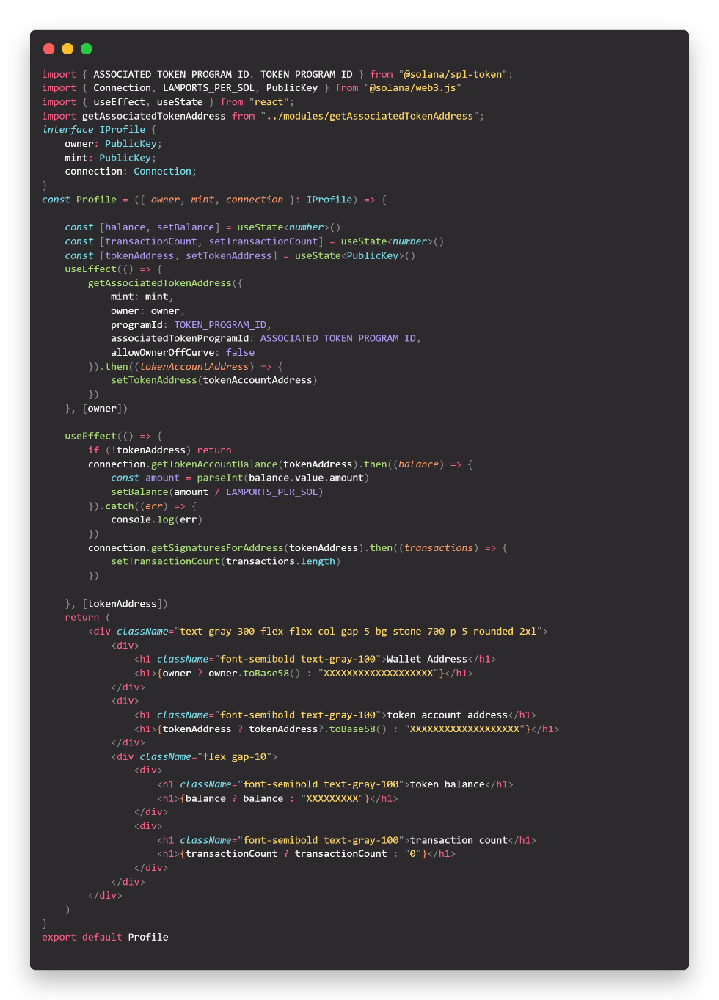 import { ASSOCIATED_TOKEN_PROGRAM_ID, TOKEN_PROGRAM_ID } from "@solana/spl-token";
import { Connection, LAMPORTS_PER_SOL, PublicKey } from "@solana/web3.js"
import { useEffect, useState } from "react";
import getAssociatedTokenAddress from "../modules/getAssociatedTokenAddress";
interface IProfile {
    owner: PublicKey;
    mint: PublicKey;
    connection: Connection;
}
const Profile = ({ owner, mint, connection }: IProfile) => {

    const [balance, setBalance] = useState<number>()
    const [transactionCount, setTransactionCount] = useState<number>()
    const [tokenAddress, setTokenAddress] = useState<PublicKey>()
    useEffect(() => {
        getAssociatedTokenAddress({
            mint: mint,
            owner: owner,
            programId: TOKEN_PROGRAM_ID,
            associatedTokenProgramId: ASSOCIATED_TOKEN_PROGRAM_ID,
            allowOwnerOffCurve: false
        }).then((tokenAccountAddress) => {
            setTokenAddress(tokenAccountAddress)
        })
    }, [owner])

    useEffect(() => {
        if (!tokenAddress) return
        connection.getTokenAccountBalance(tokenAddress).then((balance) => {
            const amount = parseInt(balance.value.amount)
            setBalance(amount / LAMPORTS_PER_SOL)
        }).catch((err) => {
            console.log(err)
        })
        connection.getSignaturesForAddress(tokenAddress).then((transactions) => {
            setTransactionCount(transactions.length)
        })

    }, [tokenAddress])
    return (
        <div className="text-gray-300 flex flex-col gap-5 bg-stone-700 p-5 rounded-2xl">
            <div>
                <h1 className="font-semibold text-gray-100">Wallet Address</h1>
                <h1>{owner ? owner.toBase58() : "XXXXXXXXXXXXXXXXXXX"}</h1>
            </div>
            <div>
                <h1 className="font-semibold text-gray-100">token account address</h1>
                <h1>{tokenAddress ? tokenAddress?.toBase58() : "XXXXXXXXXXXXXXXXXXX"}</h1>
            </div>
            <div className="flex gap-10">
                <div>
                    <h1 className="font-semibold text-gray-100">token balance</h1>
                    <h1>{balance ? balance : "XXXXXXXXX"}</h1>
                </div>
                <div>
                    <h1 className="font-semibold text-gray-100">transaction count</h1>
                    <h1>{transactionCount ? transactionCount : "0"}</h1>
                </div>
            </div>
        </div>
    )
}
export default Profile